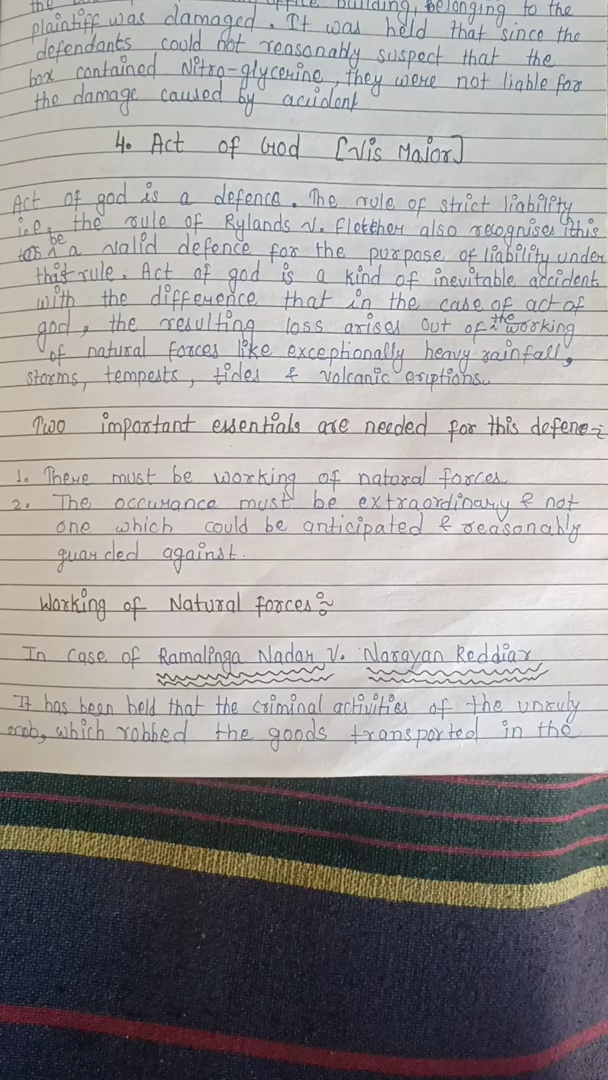 the office building, belonging to the
plaintiff was damaged. It was held that since the
defendants could not reasonably suspect that the
box contained Nitro-glycerine, they were not liable for
the damage caused by accident
4. Act of God [Vis Major]
Act of god is a defence. The rule of strict liability
i.e, the rule of Rylands V. Fletcher also recognises this
to be a valid defence for the purpose of liability under
that rule. Act of god is a kind of inevitable accident
with the difference that in the case of act of
god, the resulting loss arises out of the working
of natural forces like exceptionally heavy rainfall,
storms, tempests, tides & volcanic eruptions.
Two important essentials are needed for this defence:
1. There must be working of natural forces
2. The occurance must be extraordinary & not
one which could be anticipated & reasonably
guarded against.
Working of Natural forces:
In case of Ramalinga Nadar V. Narayan Reddiar
It has been held that the criminal activities of the unruly
mob, which robbed the goods transported in the